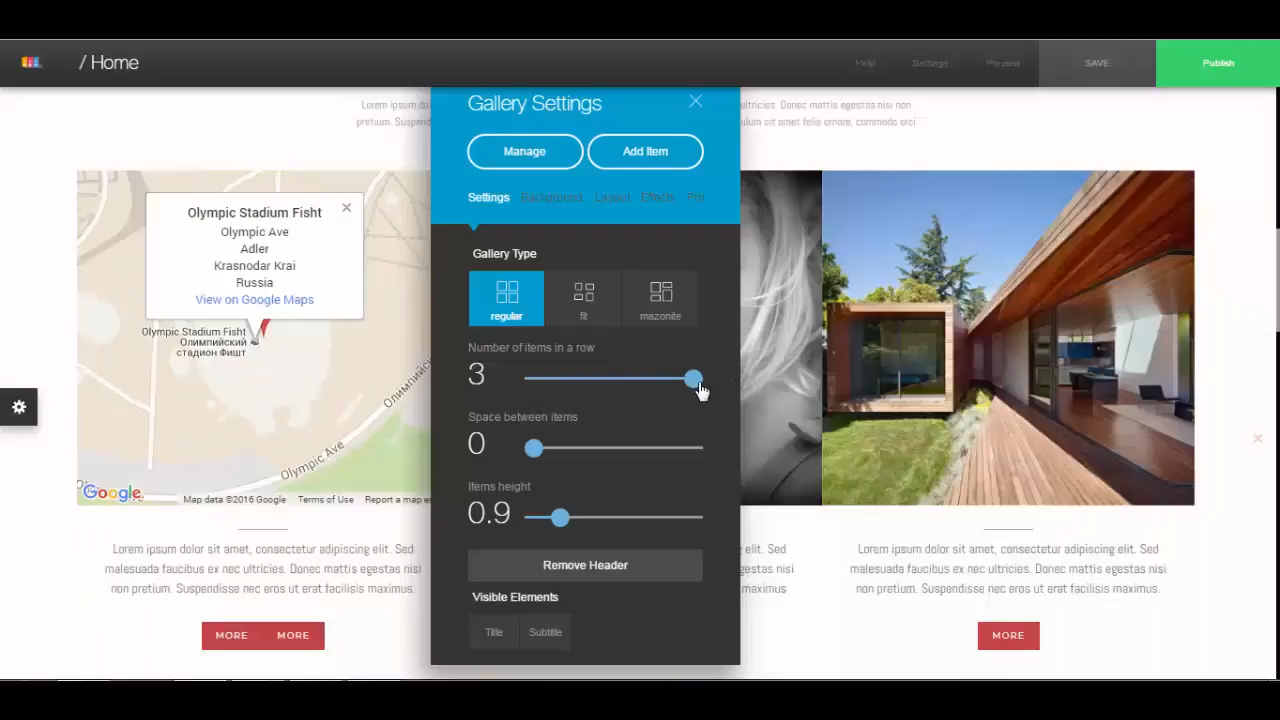 / Home
Help
Settings
Preview
SAVE
Publish
Lorem ipsum do
ultricies. Donec mattis egestas nisi non
pretium. Suspend
ulum sit amet felis ornare, commodo orci
Gallery Settings
Manage
Add Item
Settings
Background
Layout
Effects
Pro
Gallery Type
regular
fit
mazonite
Number of items in a row
3
Space between items
0
Items height
0.9
Remove Header
Visible Elements
Title
Subtitle
Olympic Stadium Fisht
Olympic Ave
Adler
Krasnodar Krai
Russia
View on Google Maps
Olympic Stadium Fisht
Олимпийский
стадион Фишт
Олимпийс
Olympic Ave
Google
Map data ©2016 Google
Terms of Use
Report a map er
Lorem ipsum dolor sit amet, consectetur adipiscing elit. Sed
malesuada faucibus ex nec ultricies. Donec mattis egestas nisi
non pretium. Suspendisse nec eros ut erat facilisis maximus.
MORE
MORE
elit. Sed
stas nisi
aximus.
Lorem ipsum dolor sit amet, consectetur adipiscing elit. Sed
malesuada faucibus ex nec ultricies. Donec mattis egestas nisi
non pretium. Suspendisse nec eros ut erat facilisis maximus.
MORE